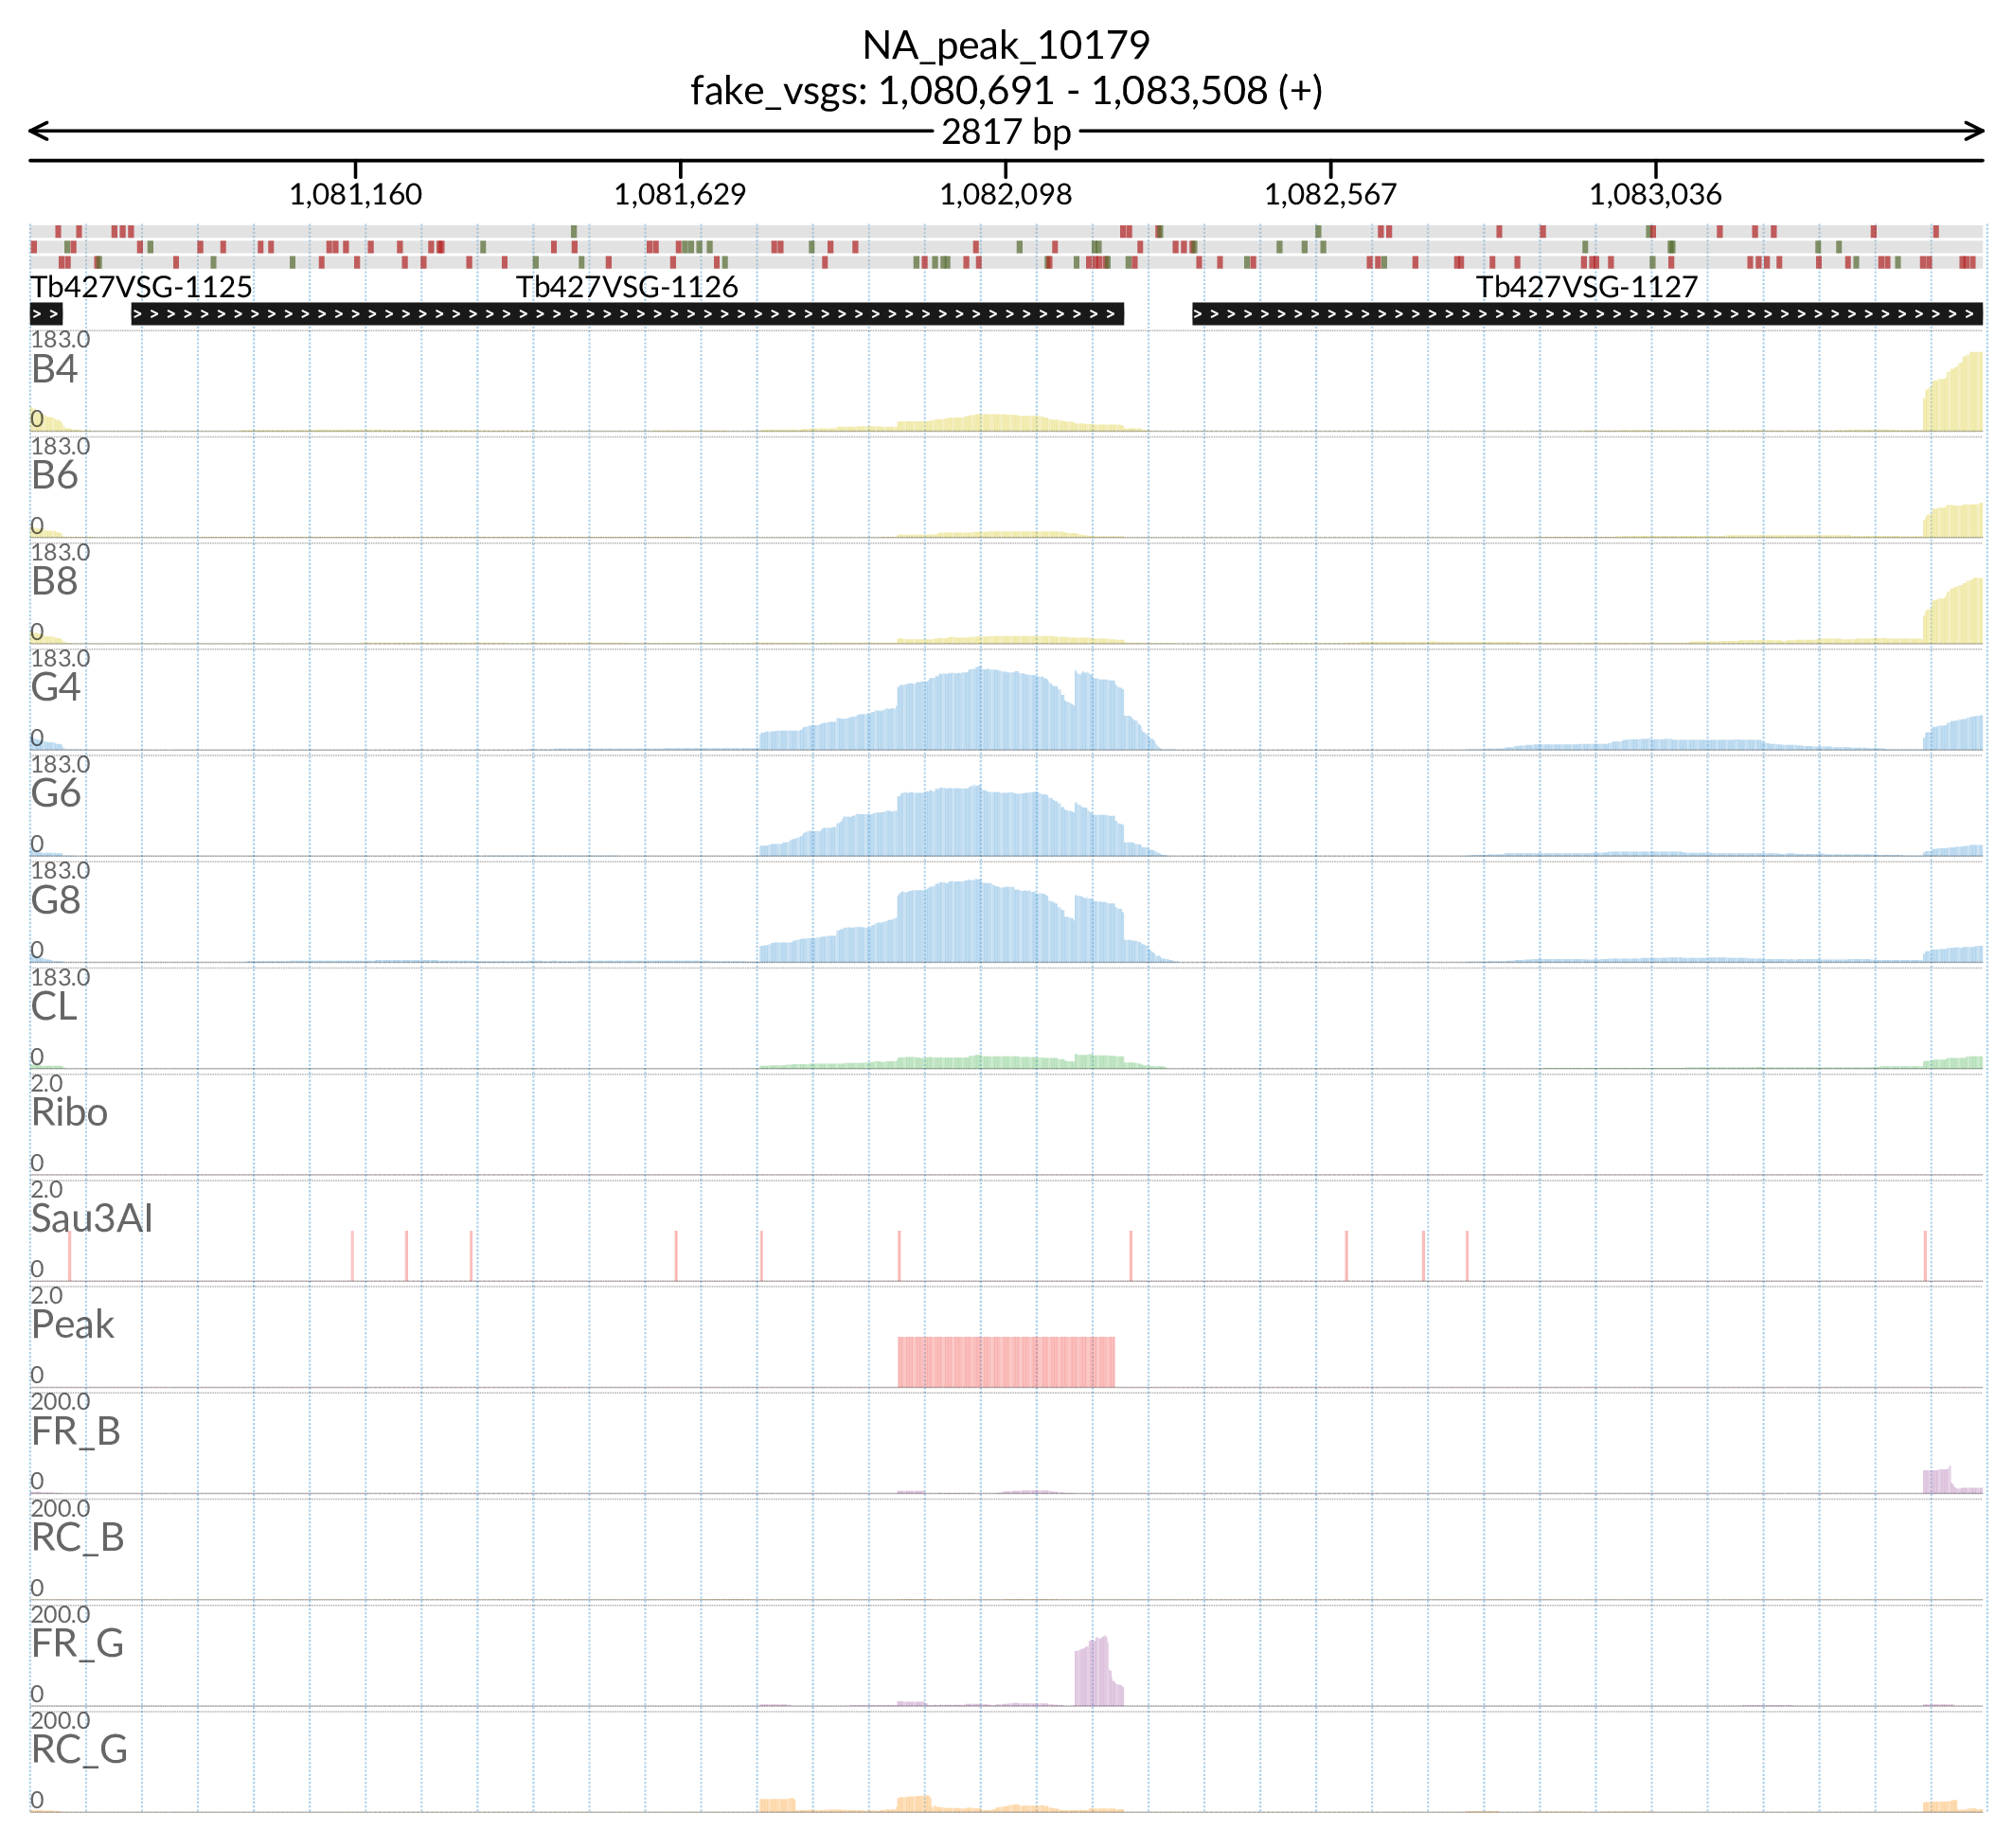 NA_peak_10179
fake_vsgs: 1,080,691 - 1,083,508 (+)
2817 bp
1,081,160 1,081,629 1,082,098 1,082,567 1,083,036
Tb427VSG-1125 Tb427VSG-1126 Tb427VSG-1127
183.0
B4
0
183.0
B6
0
183.0
B8
0
183.0
G4
0
183.0
G6
0
183.0
G8
0
183.0
CL
0
2.0
Ribo
0
2.0
Sau3AI
0
2.0
Peak
0
200.0
FR_B
0
200.0
RC_B
0
200.0
FR_G
0
200.0
RC_G
0